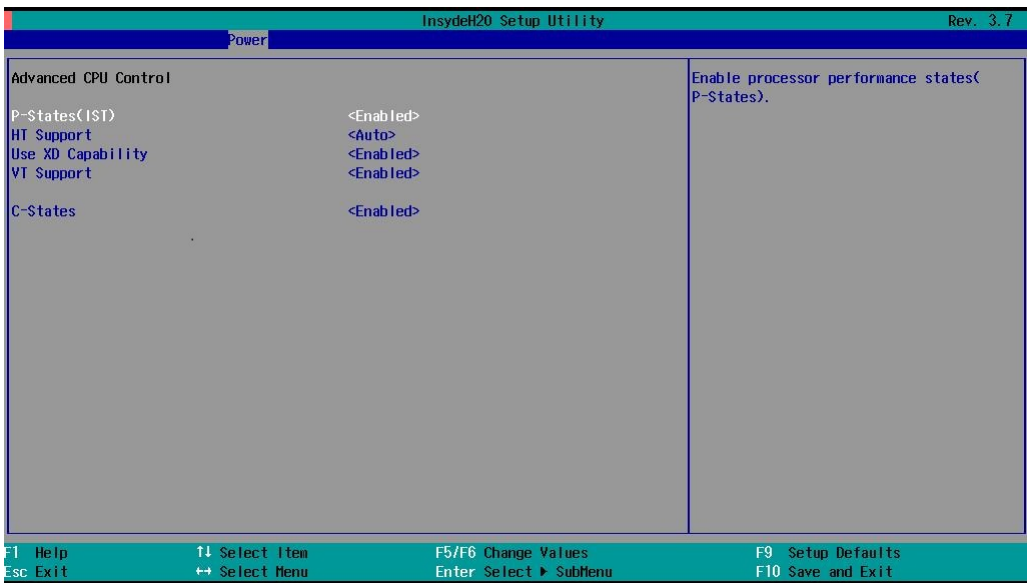 InsydeH20 Setup Utility Rev. 3.7
Power
Advanced CPU Control
P-States(IST) <Enabled>
HT Support <Auto>
Use XD Capability <Enabled>
VT Support <Enabled>
C-States <Enabled>
Enable processor performance states(
P-States).
F1 Help ↑↓ Select Item F5/F6 Change Values F9 Setup Defaults
Esc Exit ↔ Select Menu Enter Select ▶ SubMenu F10 Save and Exit